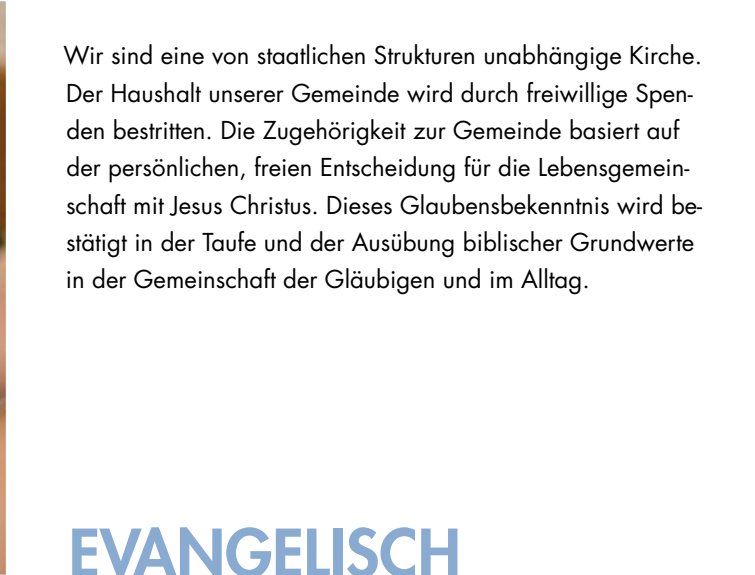 Wir sind eine von staatlichen Strukturen unabhängige Kirche.
Der Haushalt unserer Gemeinde wird durch freiwillige Spen-
den bestritten. Die Zugehörigkeit zur Gemeinde basiert auf
der persönlichen, freien Entscheidung für die Lebensgemein-
schaft mit Jesus Christus. Dieses Glaubensbekenntnis wird be-
stätigt in der Taufe und der Ausübung biblischer Grundwerte
in der Gemeinschaft der Gläubigen und im Alltag.
EVANGELISCH